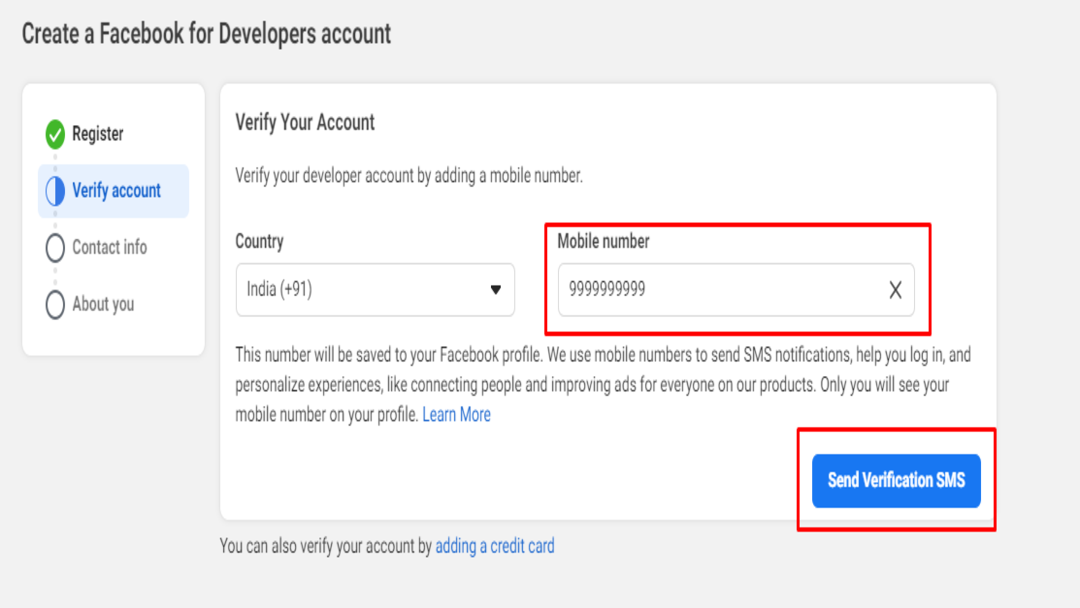 Create a Facebook for Developers account
Register
Verify account
Contact info
About you
Verify Your Account
Verify your developer account by adding a mobile number.
Country
India (+91)
Mobile number
9999999999
This number will be saved to your Facebook profile. We use mobile numbers to send SMS notifications, help you log in, and
personalize experiences, like connecting people and improving ads for everyone on our products. Only you will see your
mobile number on your profile. Learn More
Send Verification SMS
You can also verify your account by adding a credit card